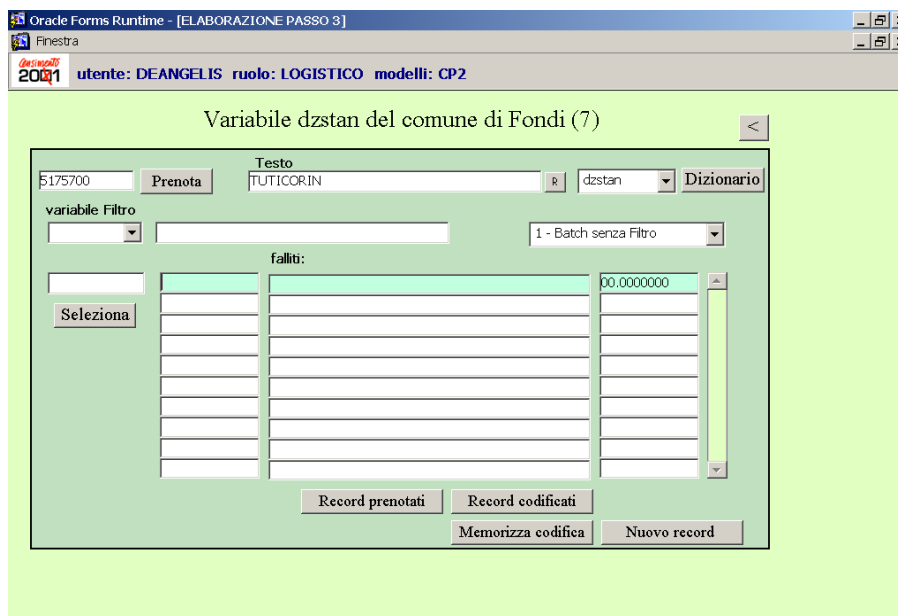 Oracle Forms Runtime - [ELABORAZIONE PASSO 3]
Finestra
Censimento
2001 utente: DEANGELIS ruolo: LOGISTICO modelli: CP2
Variabile dzstan del comune di Fondi (7)
<
Testo
5175700 Prenota TUTICORIN R dzstan Dizionario
variabile Filtro
1 - Batch senza Filtro
falliti:
00.0000000
Seleziona
Record prenotati Record codificati
Memorizza codifica Nuovo record